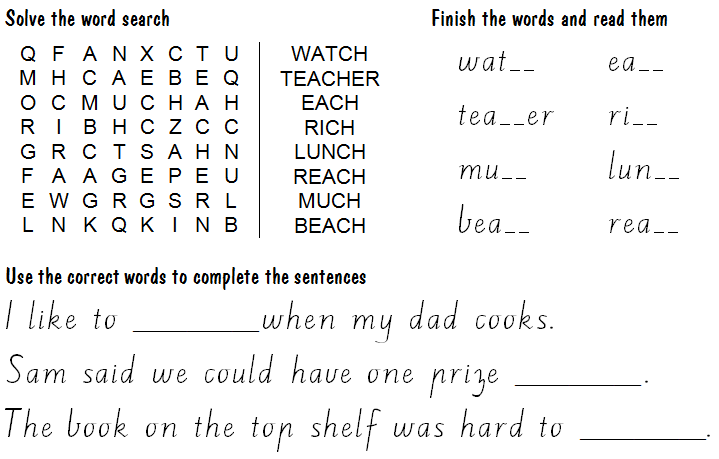 Solve the word search
Q F A N X C T U
M H C A E B E Q
O C M U C H A H
R I B H C Z C C
G R C T S A H N
F A A G E P E U
E W G R G S R L
L N K Q K I N B
WATCH
TEACHER
EACH
RICH
LUNCH
REACH
MUCH
BEACH
Finish the words and read them
wat__ ea__
tea__er ri__
mu__ lun__
bea__ rea__
Use the correct words to complete the sentences
I like to ________when my dad cooks.
Sam said we could have one prize ________.
The book on the top shelf was hard to ________.